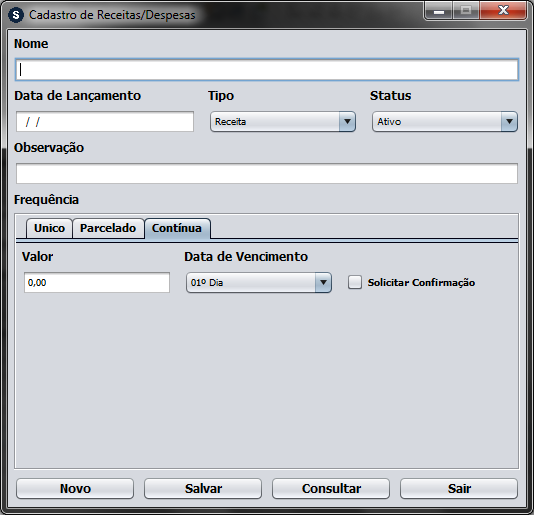 S Cadastro de Receitas/Despesas
Nome
Data de Lançamento Tipo Status
/ / Receita Ativo
Observação
Frequência
Unico Parcelado Contínua
Valor Data de Vencimento
0,00 01º Dia Solicitar Confirmação
Novo Salvar Consultar Sair